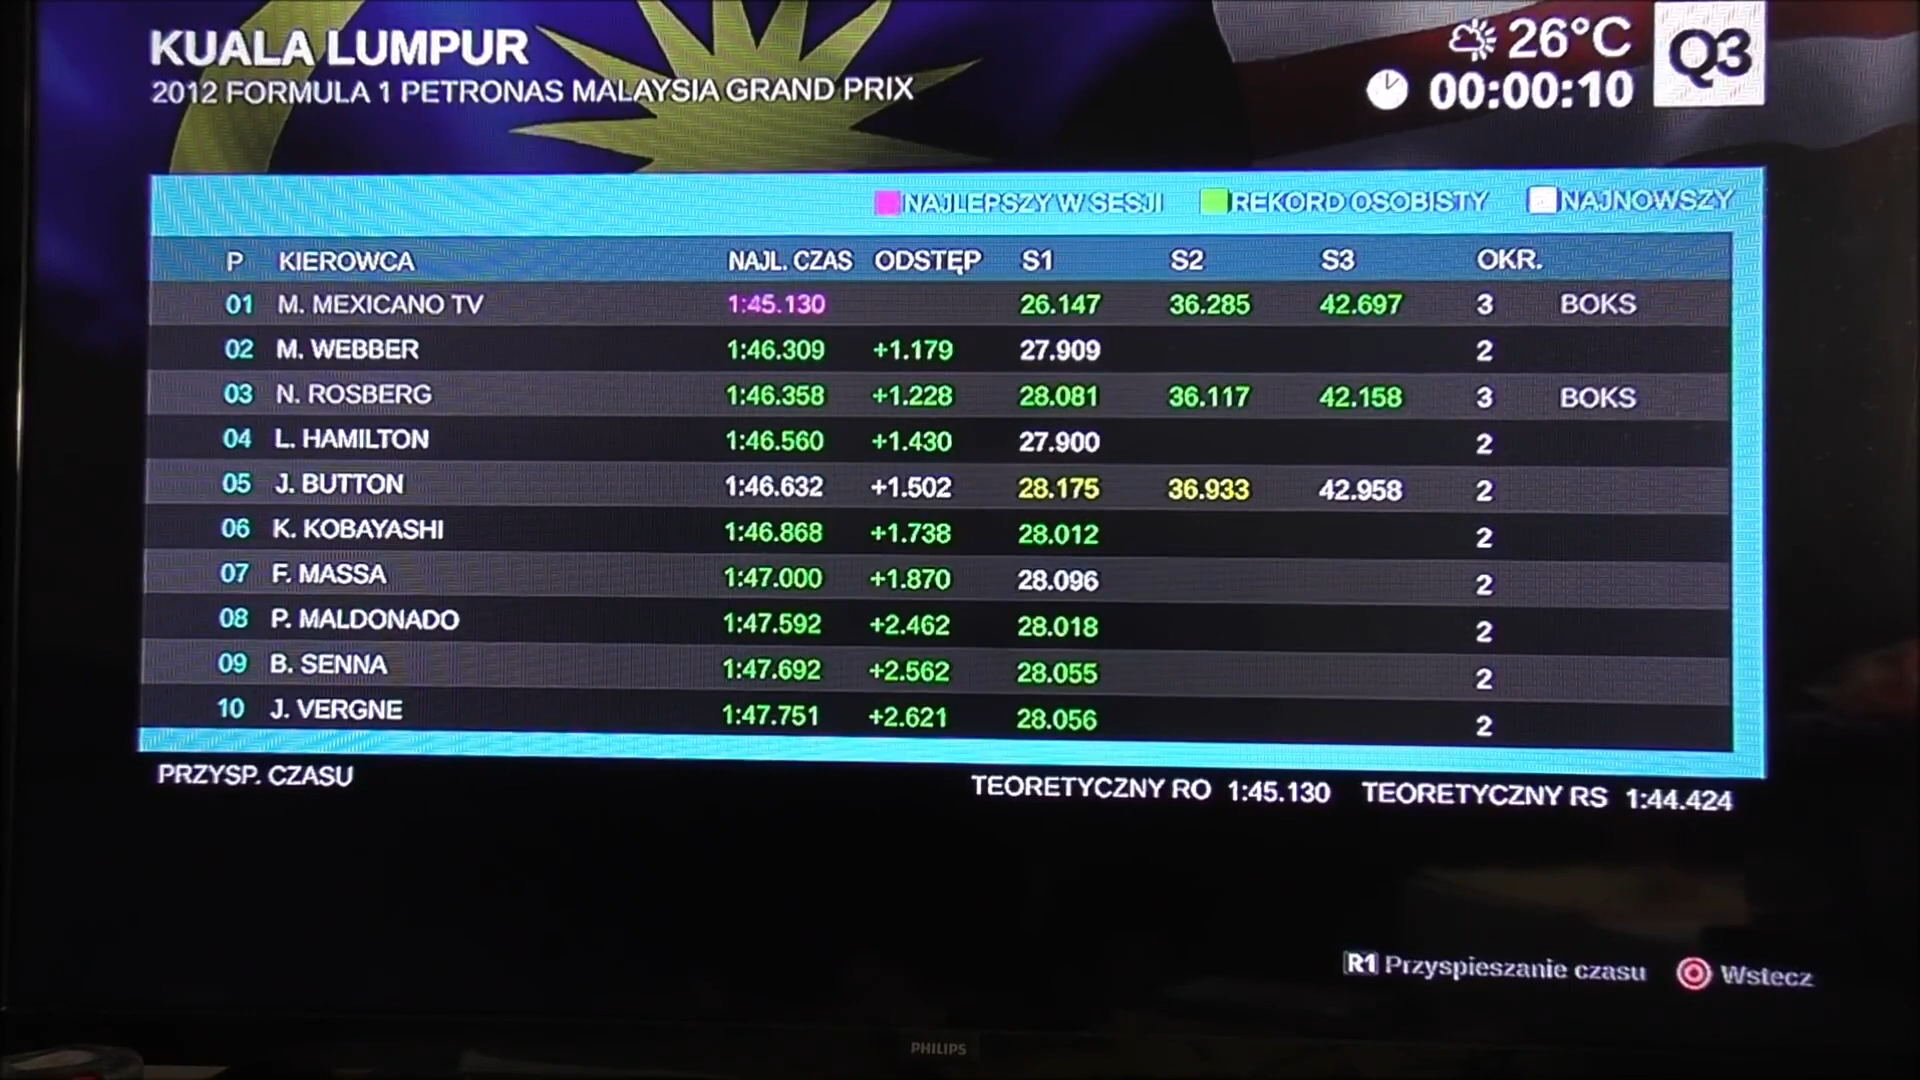 KUALA LUMPUR
2012 FORMULA 1 PETRONAS MALAYSIA GRAND PRIX
26°C
00:00:10
Q3
NAJLEPSZY W SESJI REKORD OSOBISTY NAJNOWSZY
P KIEROWCA NAJL. CZAS ODSTĘP S1 S2 S3 OKR.
01 M. MEXICANO TV 1:45.130 26.147 36.285 42.697 3 BOKS
02 M. WEBBER 1:46.309 +1.179 27.909 2
03 N. ROSBERG 1:46.358 +1.228 28.081 36.117 42.158 3 BOKS
04 L. HAMILTON 1:46.560 +1.430 27.900 2
05 J. BUTTON 1:46.632 +1.502 28.175 36.933 42.958 2
06 K. KOBAYASHI 1:46.868 +1.738 28.012 2
07 F. MASSA 1:47.000 +1.870 28.096 2
08 P. MALDONADO 1:47.592 +2.462 28.018 2
09 B. SENNA 1:47.692 +2.562 28.055 2
10 J. VERGNE 1:47.751 +2.621 28.056 2
PRZYSP. CZASU TEORETYCZNY RO 1:45.130 TEORETYCZNY RS 1:44.424
R1 Przyspieszanie czasu Wstecz
PHILIPS